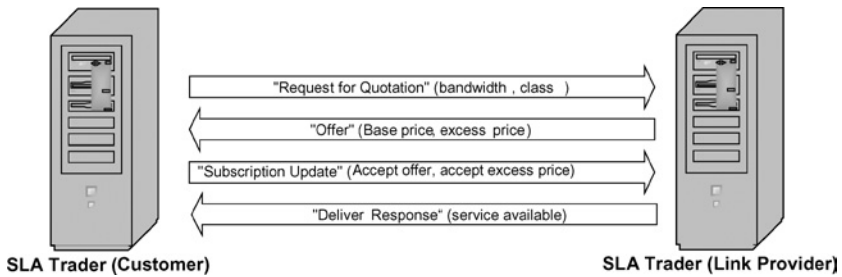 "Request for Quotation" (bandwidth , class )
"Offer" (Base price, excess price)
"Subscription Update" (Accept offer, accept excess price)
"Deliver Response“ (service available)
SLA Trader (Customer)
SLA Trader (Link Provider)